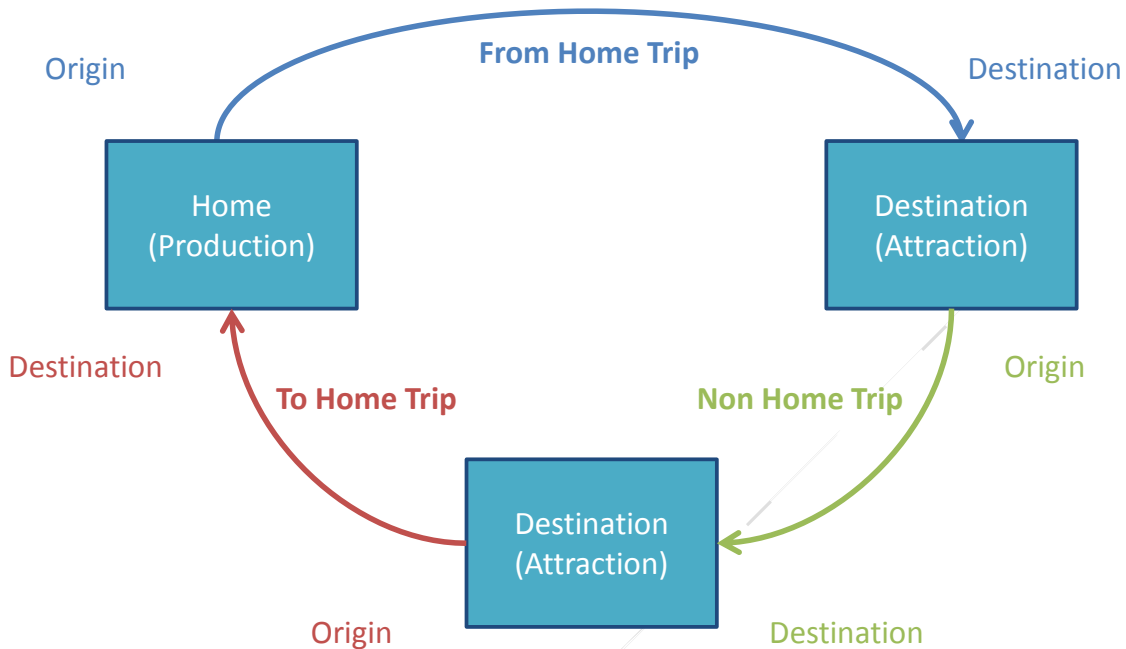 From Home Trip
Origin
Destination
Home
(Production)
Destination
(Attraction)
Destination
Origin
To Home Trip
Non Home Trip
Destination
(Attraction)
Origin
Destination